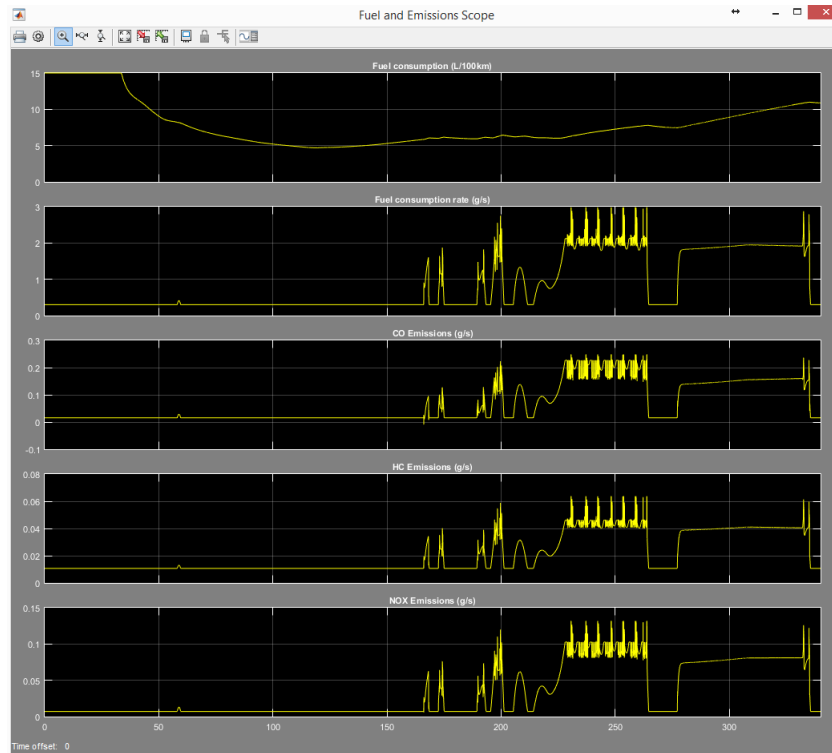 Fuel and Emissions Scope
Fuel consumption (L/100km)
15
10
5
0
Fuel consumption rate (g/s)
3
2
1
0
CO Emissions (g/s)
0.3
0.2
0.1
0
-0.1
HC Emissions (g/s)
0.08
0.06
0.04
0.02
0
NOX Emissions (g/s)
0.15
0.1
0.05
0
0 50 100 150 200 250 300
Time offset: 0